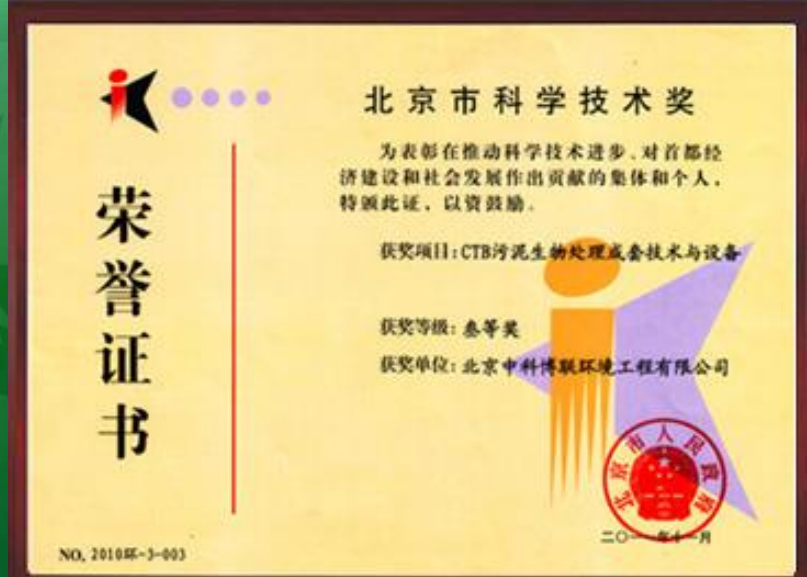 荣誉证书
北京市科学技术奖
为表彰在推动科学技术进步、对首都经
济建设和社会发展作出贡献的集体和个人，
特颁此证、以资鼓励。
获奖项目：CTB污泥生物处理成套技术与设备
获奖等级：叁等奖
获奖单位：北京中科博联环境工程有限公司
北京市人民政府
二〇一一年十一月
NO. 2010环-3-003